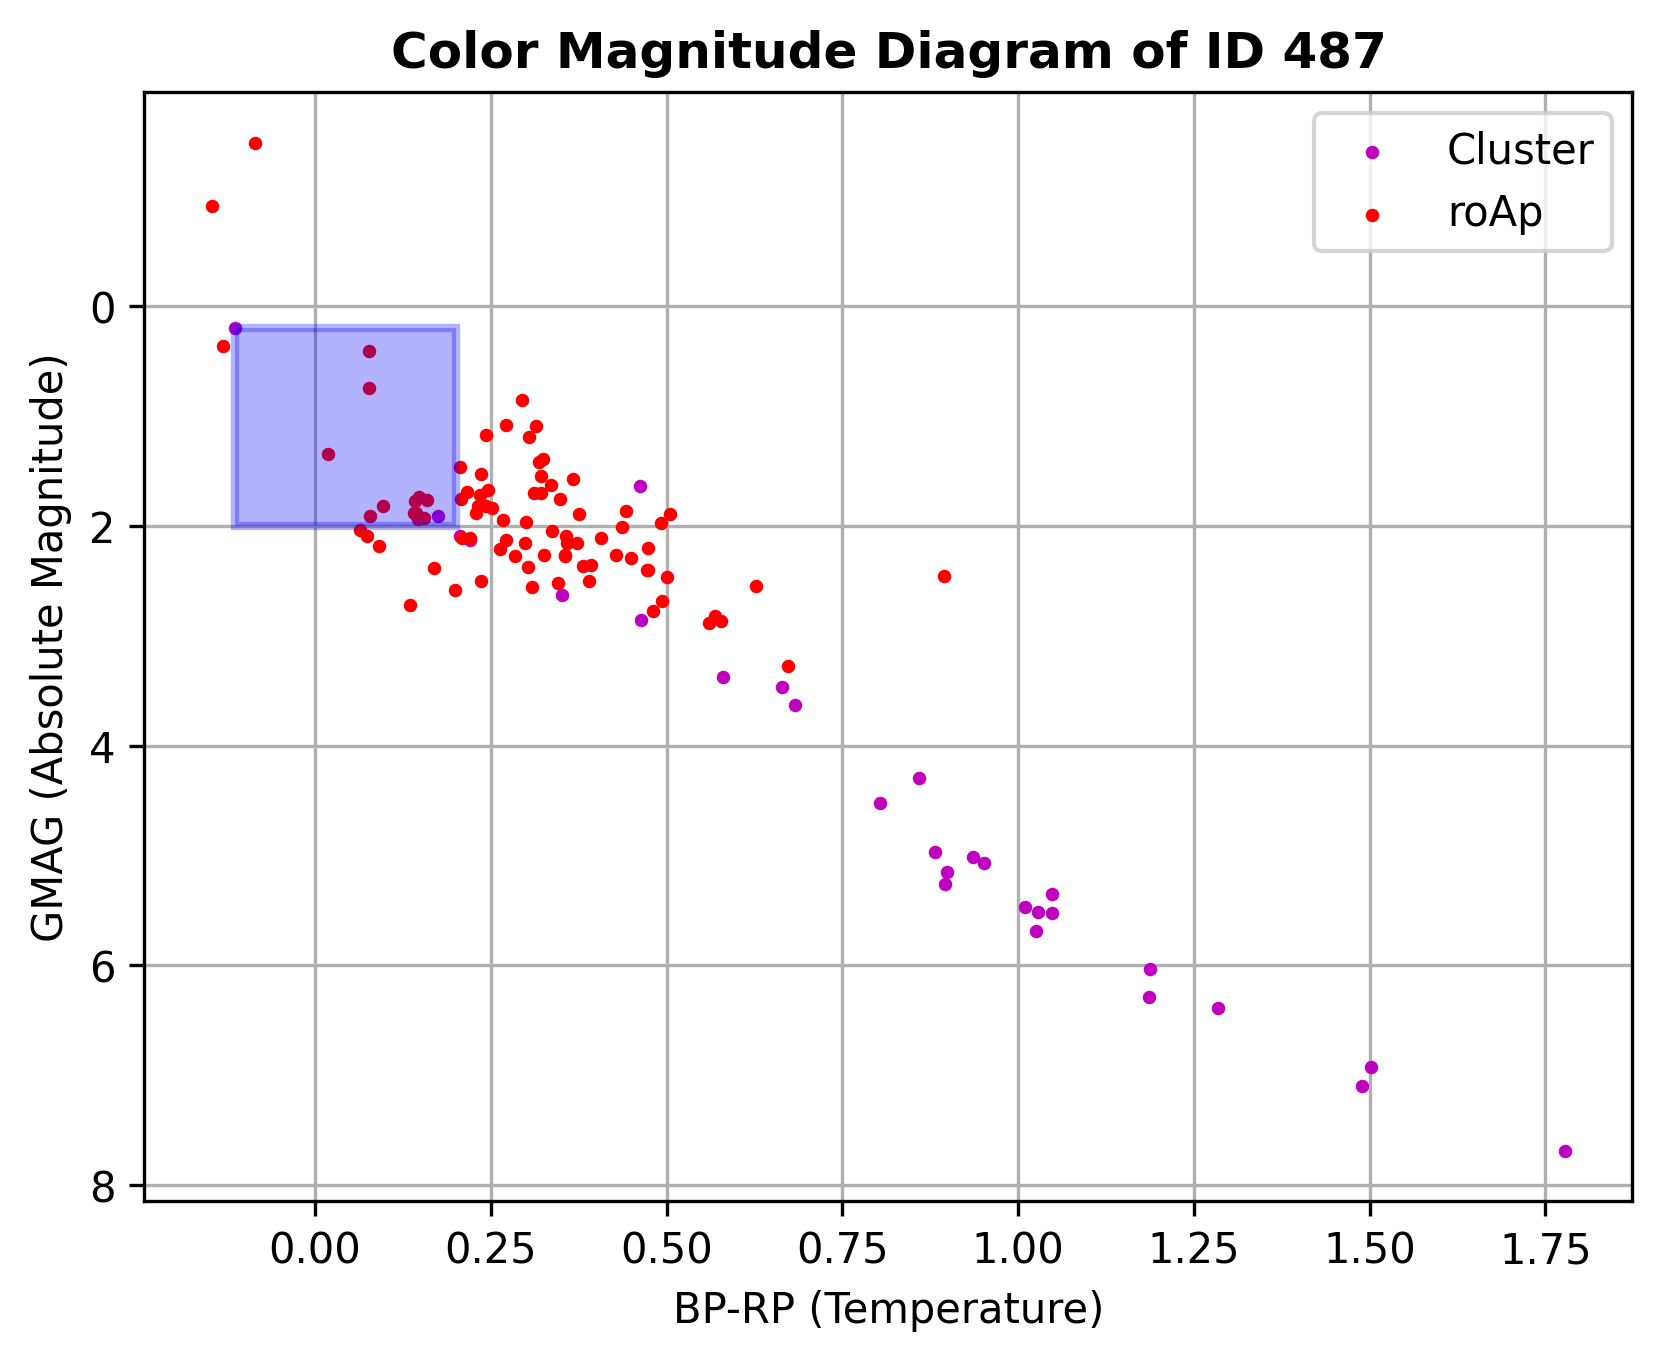 Color Magnitude Diagram of ID 487
Cluster
roAp
GMAG (Absolute Magnitude)
0
2
4
6
8
0.00 0.25 0.50 0.75 1.00 1.25 1.50 1.75
BP-RP (Temperature)